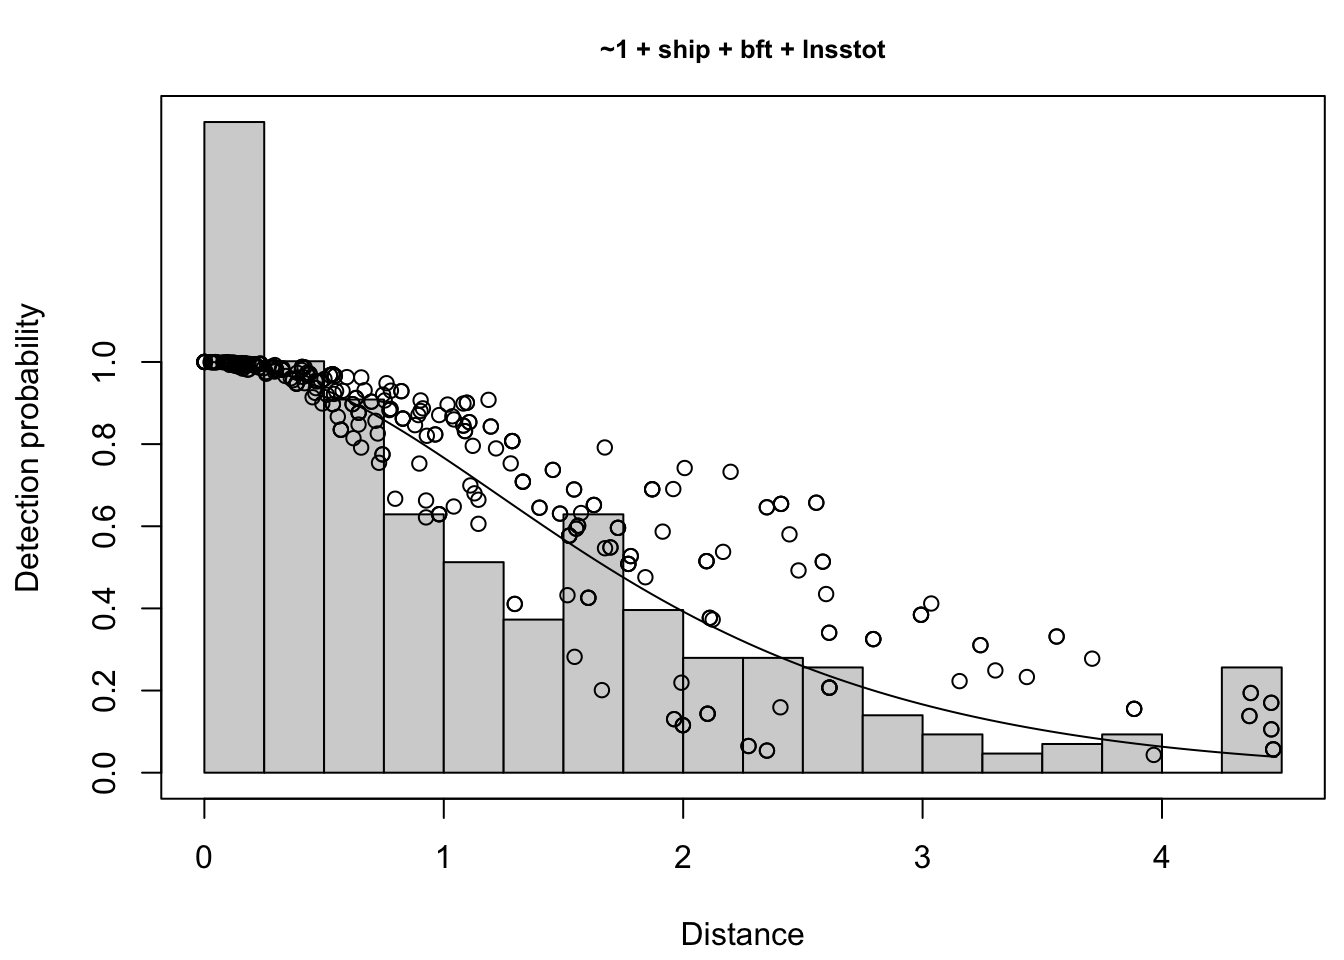 ~1 + ship + bft + lnsstot
Detection probability
1.0
0.8
0.6
0.4
0.2
0.0
0 1 2 3 4
Distance